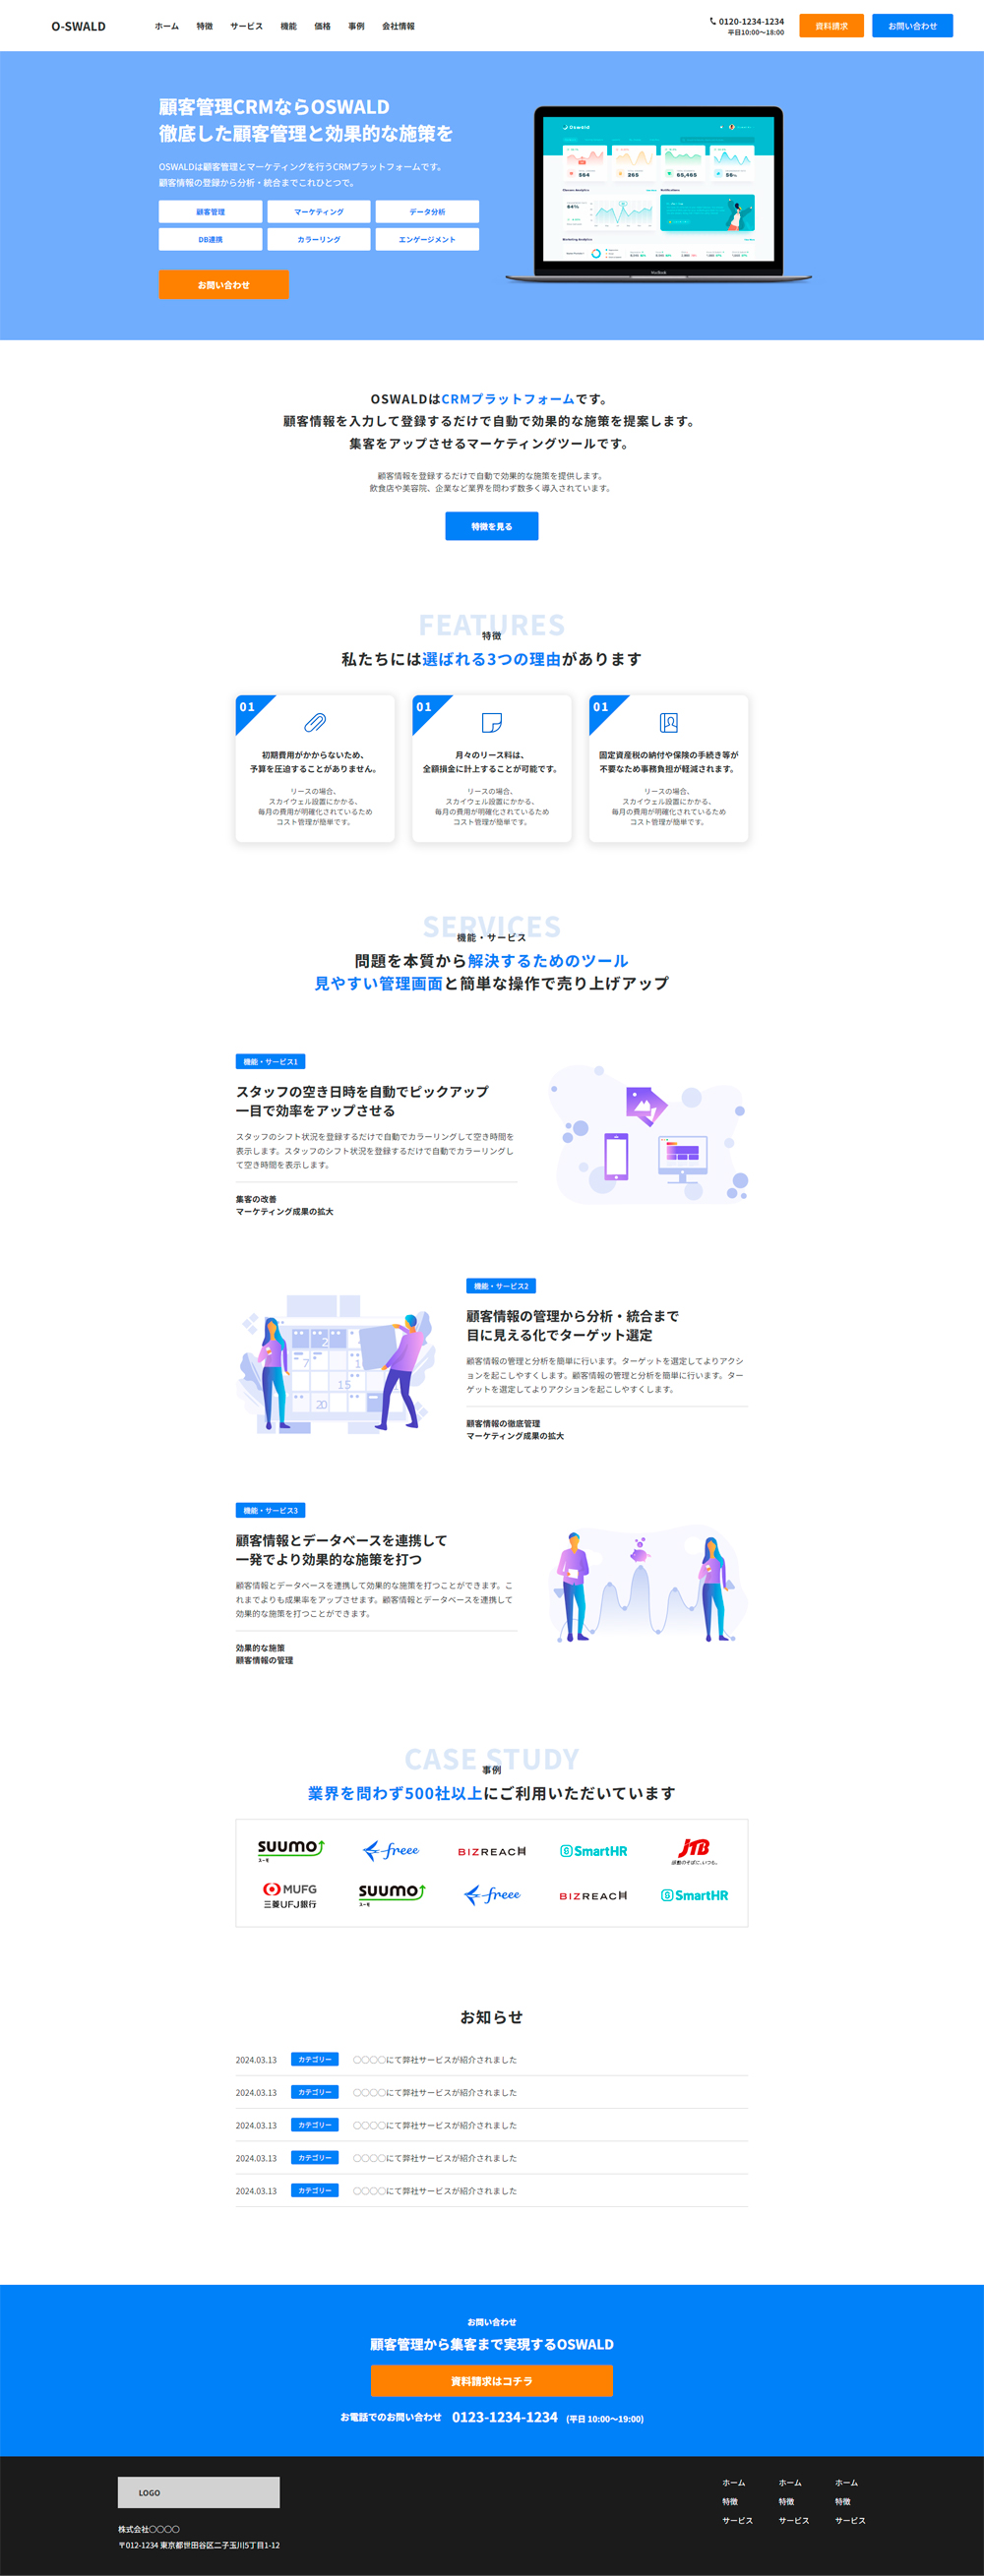 O-SWALD
ホーム 特徴 サービス 機能 価格 事例 会社情報
0120-1234-1234
平日10:00〜18:00
資料請求
お問い合わせ
顧客管理CRMならOSWALD
徹底した顧客管理と効果的な施策を
OSWALDは顧客管理とマーケティングを行うCRMプラットフォームです。
顧客情報の登録から分析・統合までこれひとつで。
顧客管理 マーケティング データ分析
DB連携 カラーリング エンゲージメント
お問い合わせ
Oswald
564 265 65,465 56%
MacBook
OSWALDはCRMプラットフォームです。
顧客情報を入力して登録するだけで自動で効果的な施策を提案します。
集客をアップさせるマーケティングツールです。
顧客情報を登録するだけで自動で効果的な施策を提供します。
飲食店や美容院、企業など業界を問わず数多く導入されています。
特徴を見る
FEATURES
特徴
私たちには選ばれる3つの理由があります
01
初期費用がかからないため、
予算を圧迫することがありません。
リースの場合、
スカイウェル設置にかかる、
毎月の費用が明確化されているため
コスト管理が簡単です。
01
月々のリース料は、
全額損金に計上することが可能です。
リースの場合、
スカイウェル設置にかかる、
毎月の費用が明確化されているため
コスト管理が簡単です。
01
固定資産税の納付や保険の手続き等が
不要なため事務負担が軽減されます。
リースの場合、
スカイウェル設置にかかる、
毎月の費用が明確化されているため
コスト管理が簡単です。
SERVICES
機能・サービス
問題を本質から解決するためのツール
見やすい管理画面と簡単な操作で売り上げアップ
機能・サービス1
スタッフの空き日時を自動でピックアップ
一目で効率をアップさせる
スタッフのシフト状況を登録するだけで自動でカラーリングして空き時間を
表示します。スタッフのシフト状況を登録するだけで自動でカラーリングし
て空き時間を表示します。
集客の改善
マーケティング成果の拡大
2
7
15
20
機能・サービス2
顧客情報の管理から分析・統合まで
目に見える化でターゲット選定
顧客情報の管理と分析を簡単に行います。ターゲットを選定してよりアクシ
ョンを起こしやすくします。顧客情報の管理と分析を簡単に行います。ター
ゲットを選定してよりアクションを起こしやすくします。
顧客情報の徹底管理
マーケティング成果の拡大
機能・サービス3
顧客情報とデータベースを連携して
一発でより効果的な施策を打つ
顧客情報とデータベースを連携して効果的な施策を打つことができます。こ
れまでよりも成果率をアップさせます。顧客情報とデータベースを連携して
効果的な施策を打つことができます。
効果的な施策
顧客情報の管理
CASE STUDY
事例
業界を問わず500社以上にご利用いただいています
SUUMO freee BIZREACH SmartHR JTB
スーモ 感動のそばに、いつも。
MUFG SUUMO freee BIZREACH SmartHR
三菱UFJ銀行 スーモ
お知らせ
2024.03.13 カテゴリー 〇〇〇〇にて弊社サービスが紹介されました
2024.03.13 カテゴリー 〇〇〇〇にて弊社サービスが紹介されました
2024.03.13 カテゴリー 〇〇〇〇にて弊社サービスが紹介されました
2024.03.13 カテゴリー 〇〇〇〇にて弊社サービスが紹介されました
2024.03.13 カテゴリー 〇〇〇〇にて弊社サービスが紹介されました
お問い合わせ
顧客管理から集客まで実現するOSWALD
資料請求はコチラ
お電話でのお問い合わせ 0123-1234-1234 (平日 10:00〜19:00)
LOGO
株式会社〇〇〇〇
〒012-1234 東京都世田谷区二子玉川5丁目1-12
ホーム ホーム ホーム
特徴 特徴 特徴
サービス サービス サービス